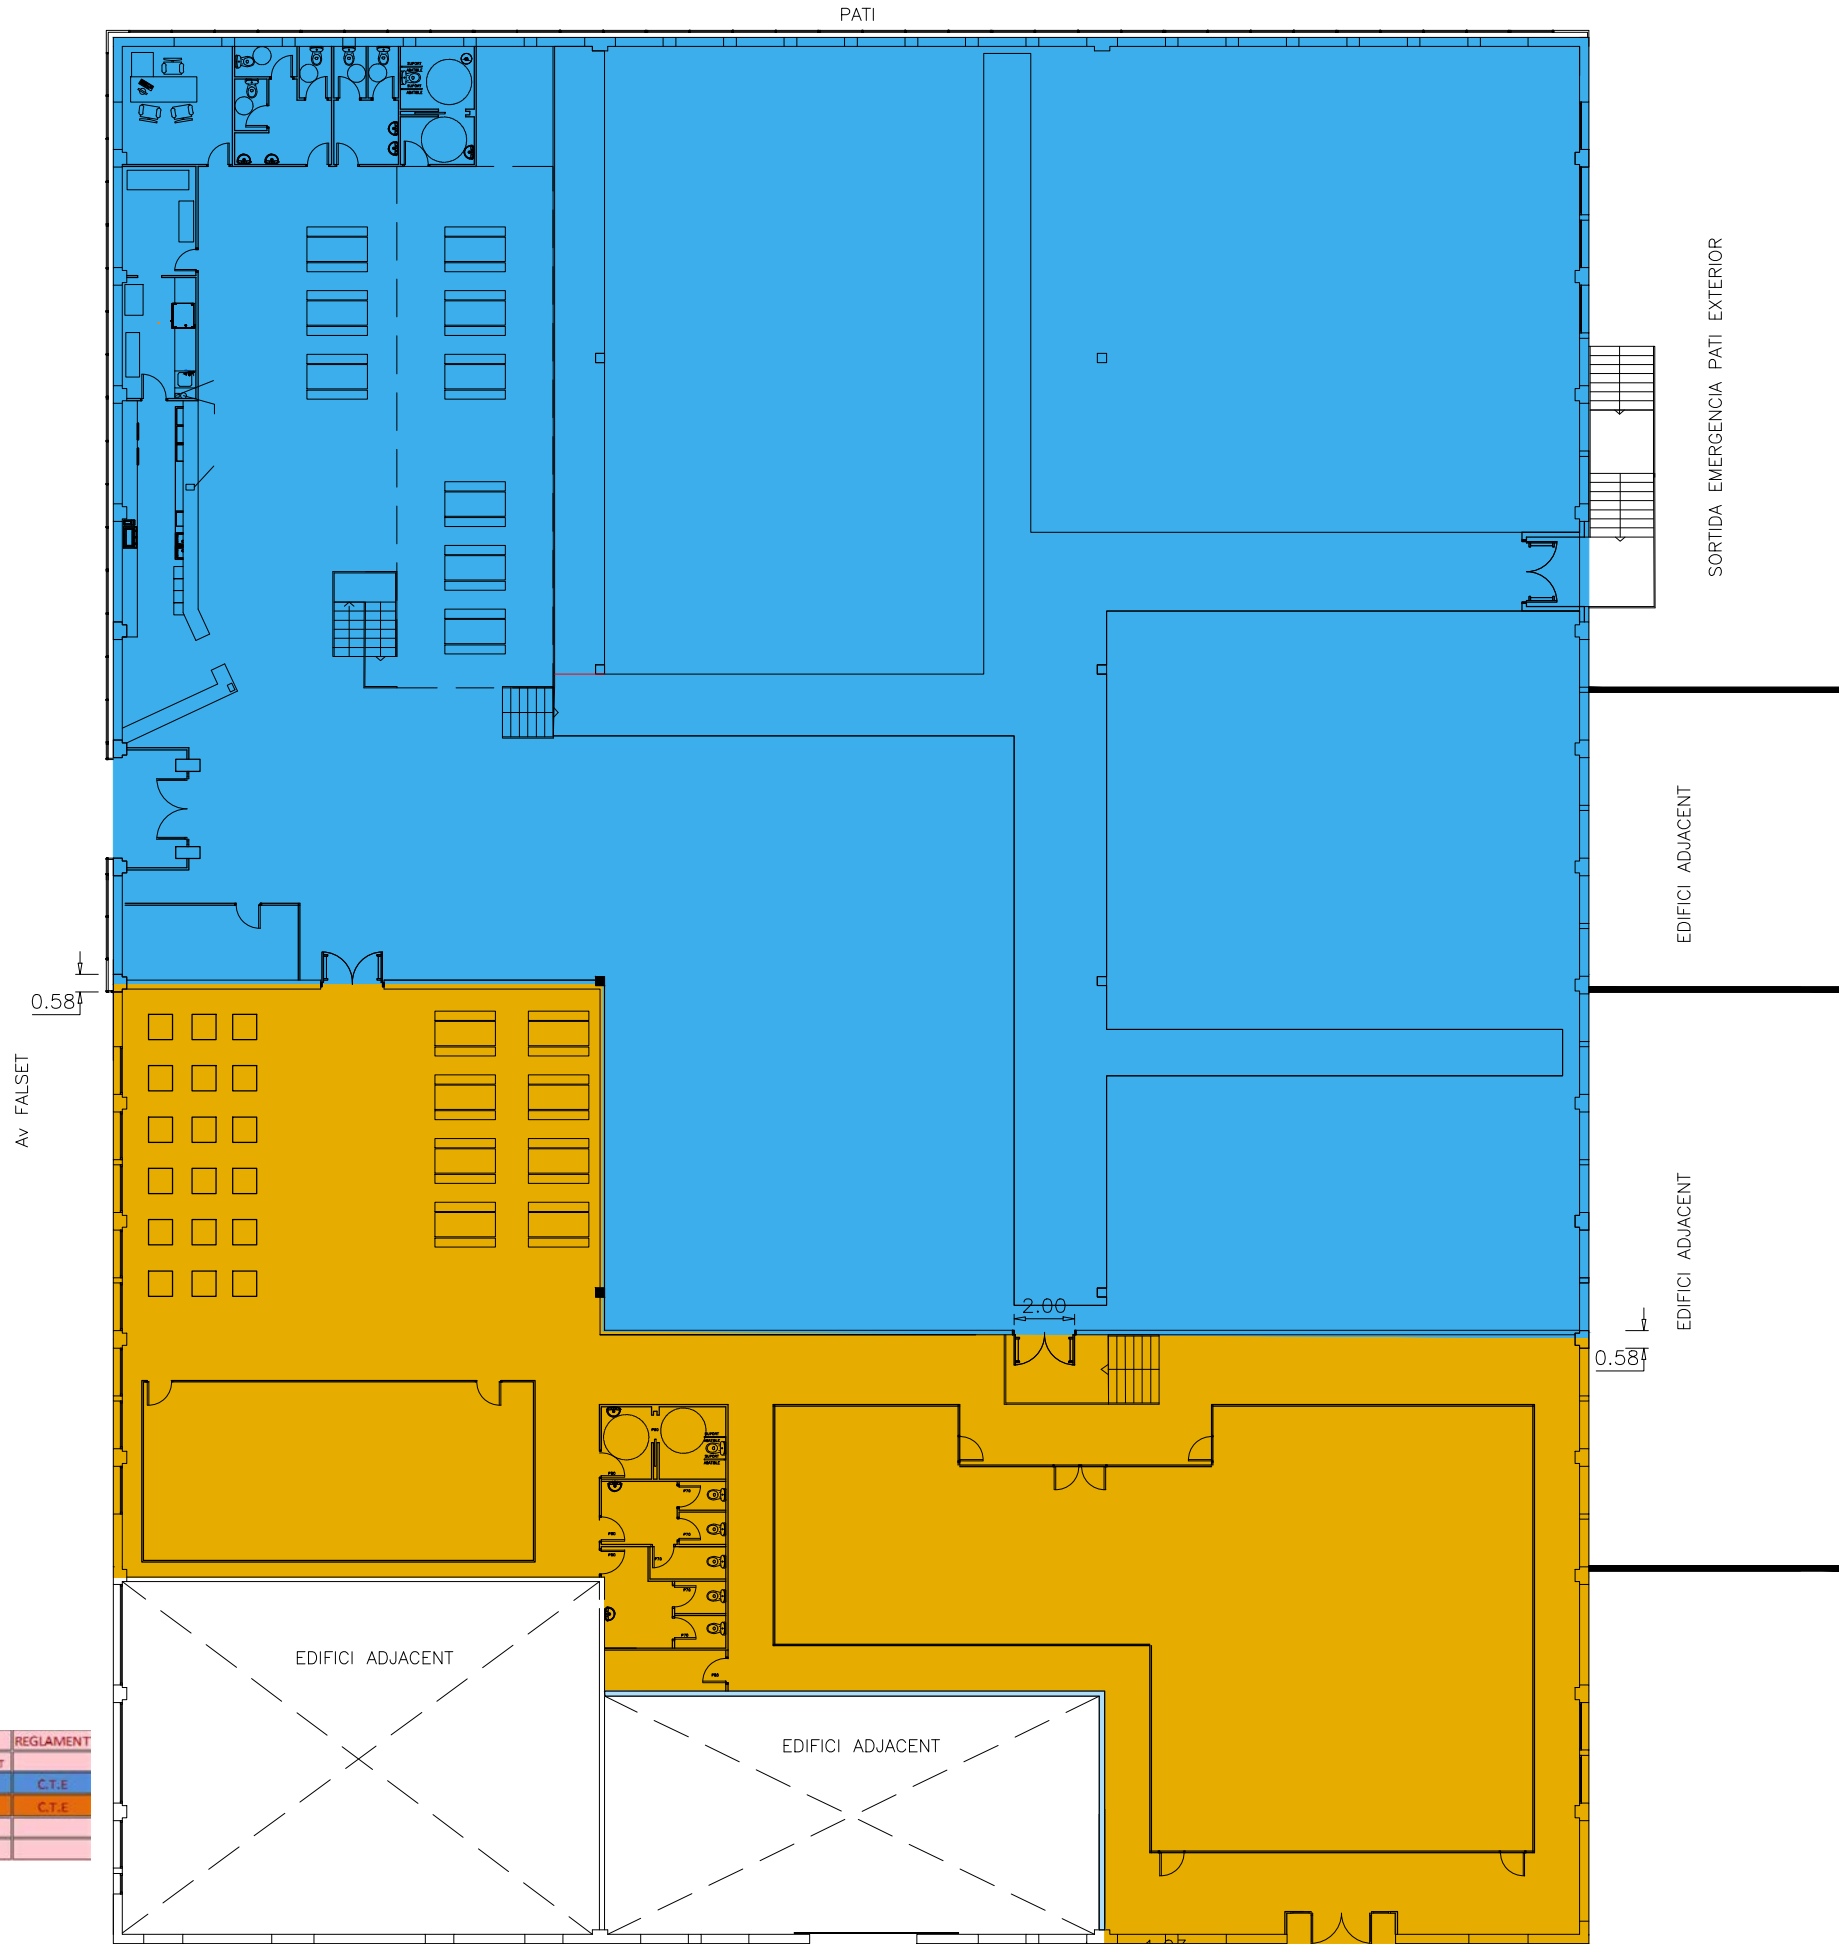 PATI
SORTIDA EMERGENCIA PATI EXTERIOR
EDIFICI ADJACENT
0.58
Av FALSET
2.00
EDIFICI ADJACENT
0.58
EDIFICI ADJACENT
EDIFICI ADJACENT
REGLAMENT
C.T.E
C.T.E